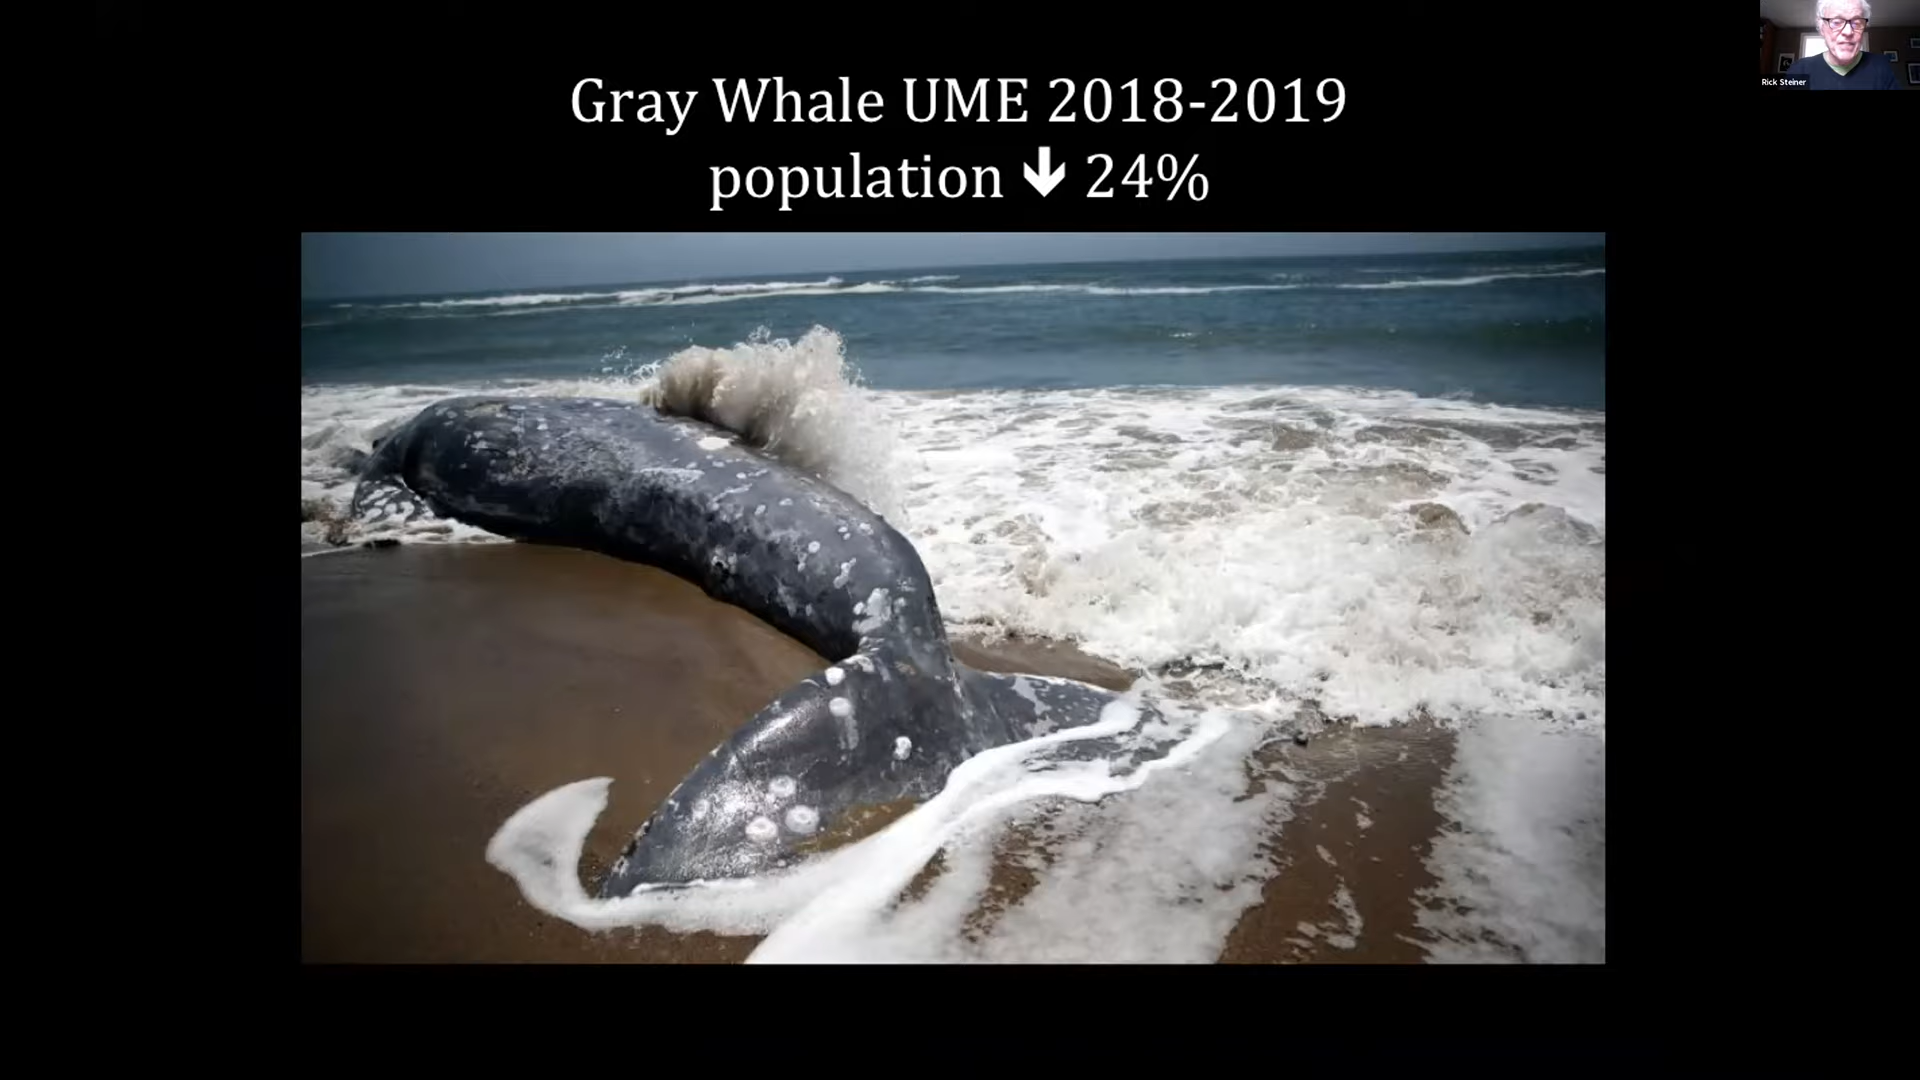 Gray Whale UME 2018-2019
population 🡻 24%
Rick Steiner